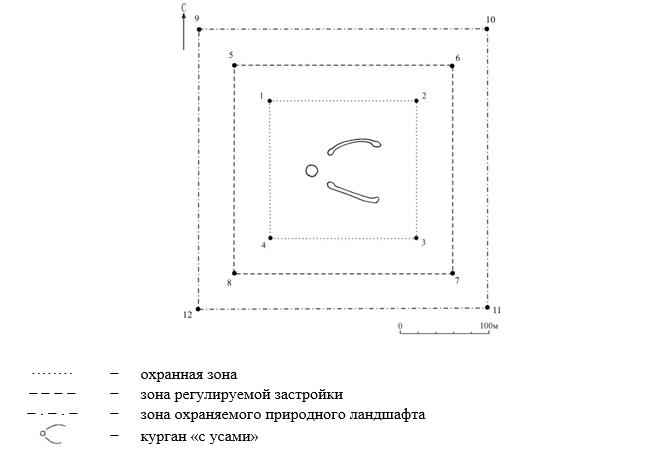 С
9
10
5
6
1
2
4
3
8
7
12
11
0 100м
– охранная зона
– зона регулируемой застройки
– зона охраняемого природного ландшафта
– курган «с усами»